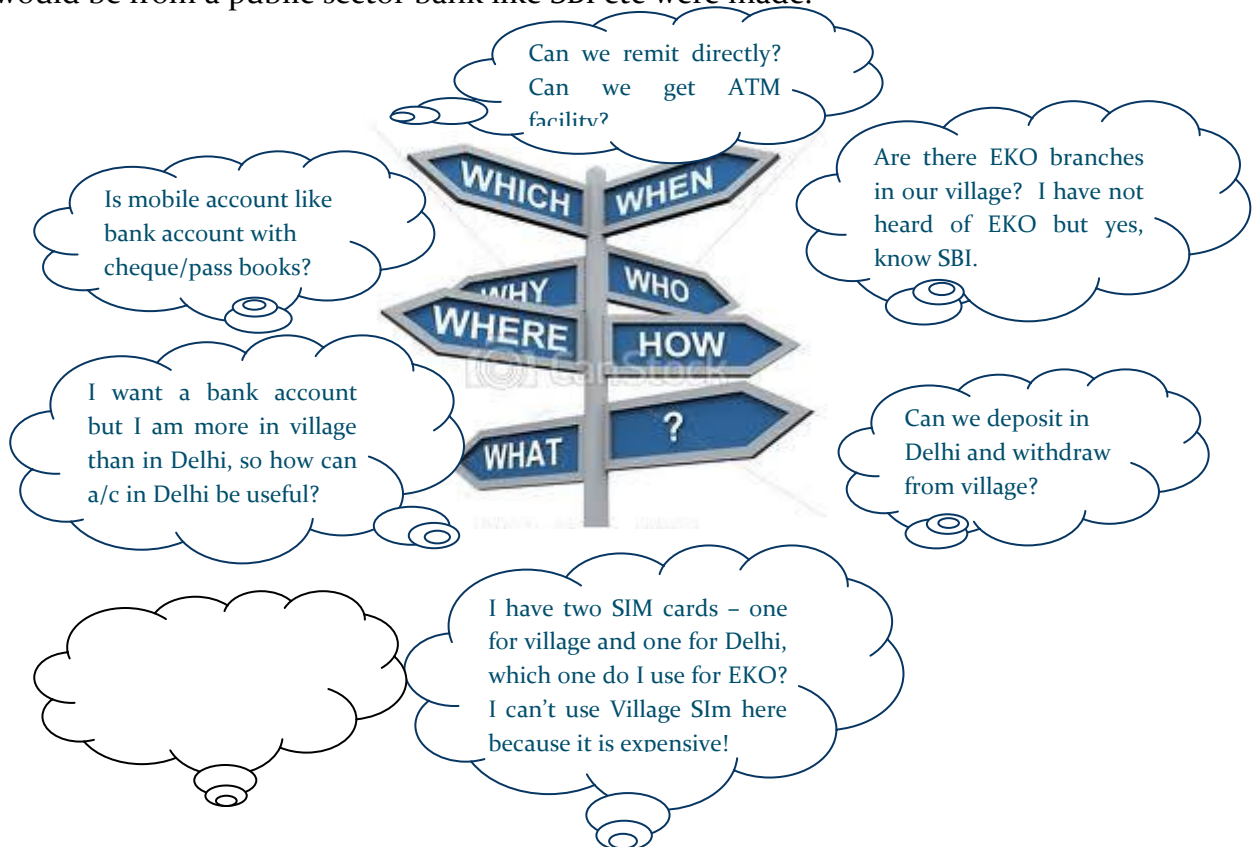 would be from a public sector bank like SBI etc were made.
Can we remit directly?
Can we get ATM
facility?
Is mobile account like
bank account with
cheque/pass books?
Are there EKO branches
in our village? I have not
heard of EKO but yes,
know SBI.
WHICH
WHEN
WHY
WHO
WHERE
HOW
CanStock
WHAT
?
I want a bank account
but I am more in village
than in Delhi, so how can
a/c in Delhi be useful?
Can we deposit in
Delhi and withdraw
from village?
I have two SIM cards – one
for village and one for Delhi,
which one do I use for EKO?
I can't use Village SIm here
because it is expensive!